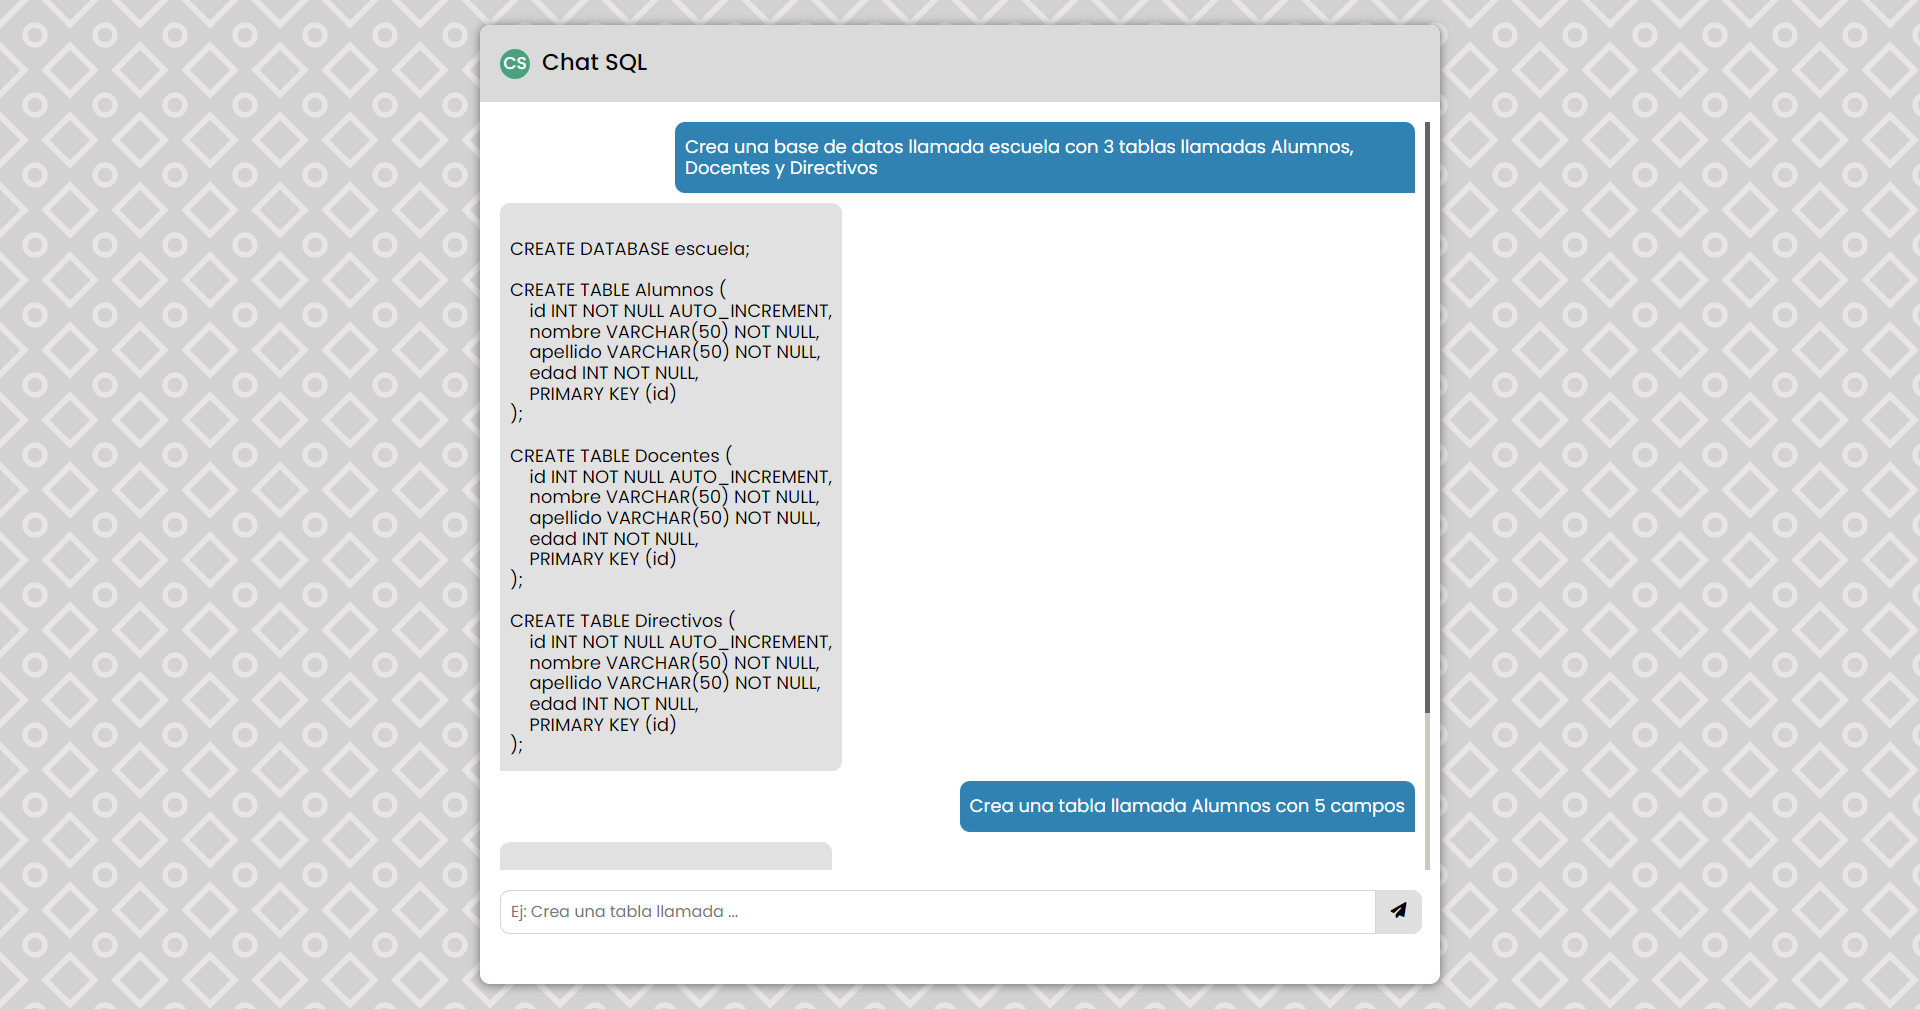 CS Chat SQL
Crea una base de datos llamada escuela con 3 tablas llamadas Alumnos,
Docentes y Directivos
CREATE DATABASE escuela;
CREATE TABLE Alumnos (
id INT NOT NULL AUTO_INCREMENT,
nombre VARCHAR(50) NOT NULL,
apellido VARCHAR(50) NOT NULL,
edad INT NOT NULL,
PRIMARY KEY (id)
);
CREATE TABLE Docentes (
id INT NOT NULL AUTO_INCREMENT,
nombre VARCHAR(50) NOT NULL,
apellido VARCHAR(50) NOT NULL,
edad INT NOT NULL,
PRIMARY KEY (id)
);
CREATE TABLE Directivos (
id INT NOT NULL AUTO_INCREMENT,
nombre VARCHAR(50) NOT NULL,
apellido VARCHAR(50) NOT NULL,
edad INT NOT NULL,
PRIMARY KEY (id)
);
Crea una tabla llamada Alumnos con 5 campos
Ej: Crea una tabla llamada ...